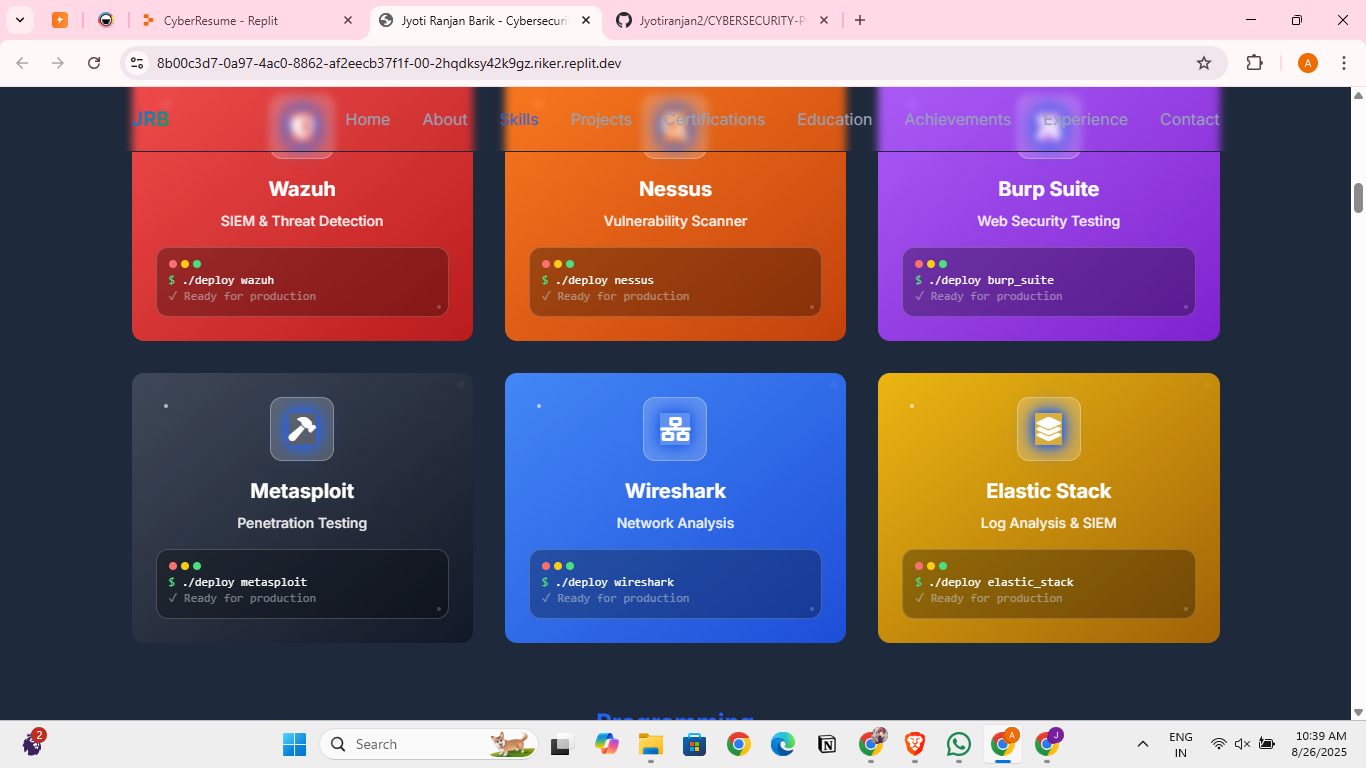 CyberResume - Replit
Jyoti Ranjan Barik - Cybersecuri
Jyotiranjan2/CYBERSECURITY-P
8b00c3d7-0a97-4ac0-8862-af2eecb37f1f-00-2hqdksy42k9gz.riker.replit.dev
A
JRB
Home
About
Skills
Projects
Certifications
Education
Achievements
Experience
Contact
Wazuh
SIEM & Threat Detection
$ ./deploy wazuh
✓ Ready for production
Nessus
Vulnerability Scanner
$ ./deploy nessus
✓ Ready for production
Burp Suite
Web Security Testing
$ ./deploy burp_suite
✓ Ready for production
Metasploit
Penetration Testing
$ ./deploy metasploit
✓ Ready for production
Wireshark
Network Analysis
$ ./deploy wireshark
✓ Ready for production
Elastic Stack
Log Analysis & SIEM
$ ./deploy elastic_stack
✓ Ready for production
Programming
2
Search
A
J
ENG
IN
10:39 AM
8/26/2025